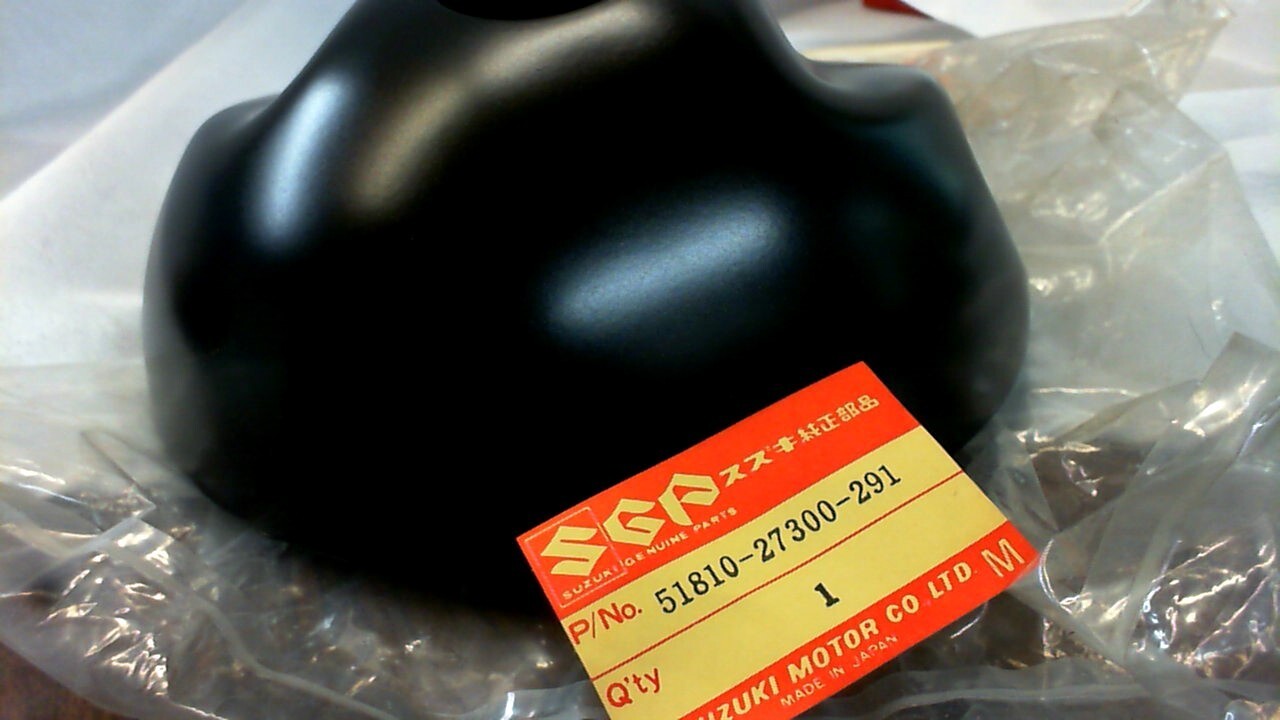 SGP スズキ純正部品
SUZUKI GENUINE PARTS
P/No. 51810-27300-291
Q'ty 1
SUZUKI MOTOR CO LTD. M
MADE IN JAPAN